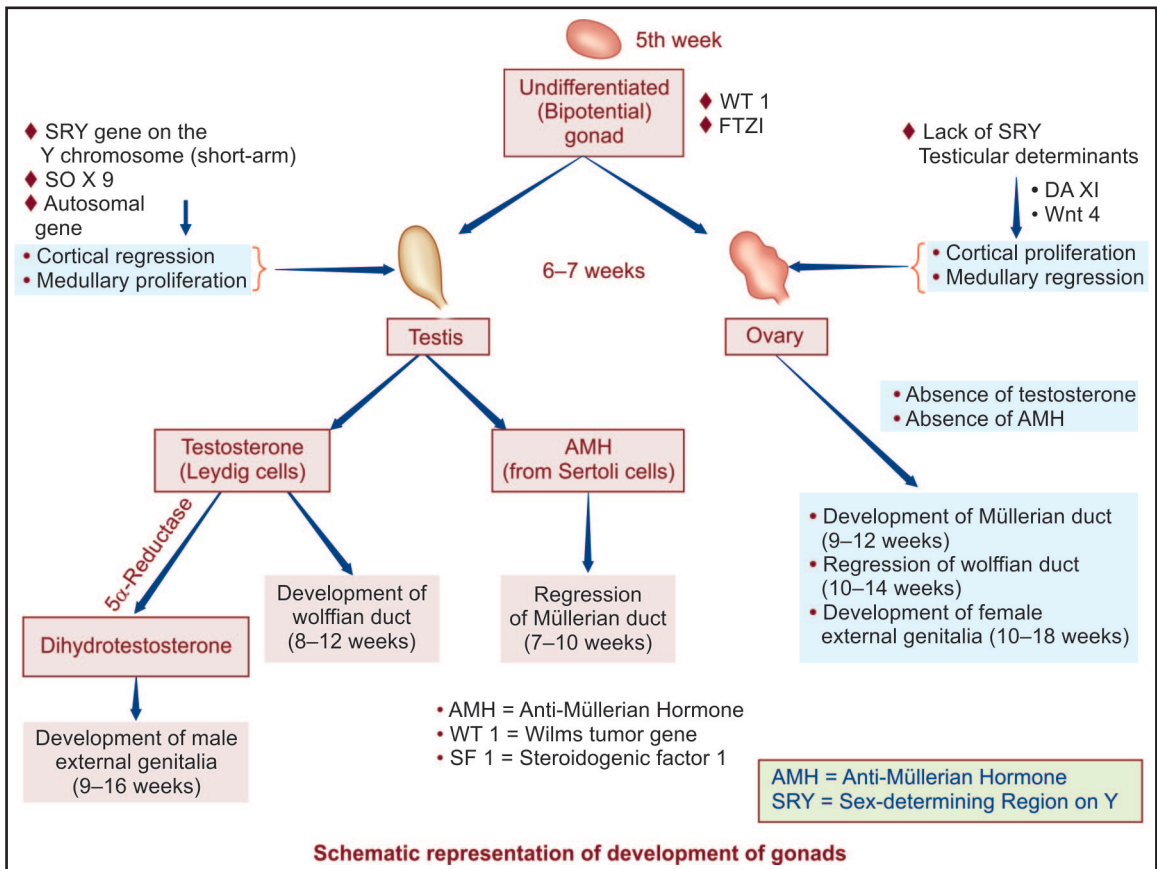 5th week
Undifferentiated
(Bipotential)
gonad
♦ WT 1
♦ FTZI
♦ SRY gene on the
Y chromosome (short-arm)
♦ SO X 9
♦ Autosomal
gene
• Cortical regression
• Medullary proliferation
♦ Lack of SRY
Testicular determinants
• DA XI
• Wnt 4
• Cortical proliferation
• Medullary regression
6–7 weeks
Testis
Ovary
• Absence of testosterone
• Absence of AMH
Testosterone
(Leydig cells)
AMH
(from Sertoli cells)
5α-Reductase
Dihydrotestosterone
Development of
wolffian duct
(8–12 weeks)
Regression
of Müllerian duct
(7–10 weeks)
• Development of Müllerian duct
(9–12 weeks)
• Regression of wolffian duct
(10–14 weeks)
• Development of female
external genitalia (10–18 weeks)
Development of male
external genitalia
(9–16 weeks)
• AMH = Anti-Müllerian Hormone
• WT 1 = Wilms tumor gene
• SF 1 = Steroidogenic factor 1
AMH = Anti-Müllerian Hormone
SRY = Sex-determining Region on Y
Schematic representation of development of gonads